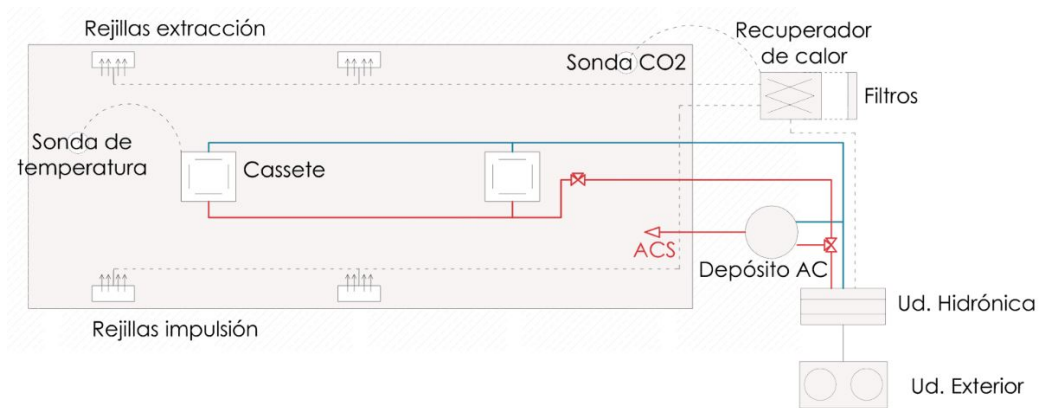 Rejillas extracción
Recuperador
de calor
Sonda CO2
Filtros
Sonda de
temperatura
Cassete
ACS
Depósito AC
Rejillas impulsión
Ud. Hidrónica
Ud. Exterior